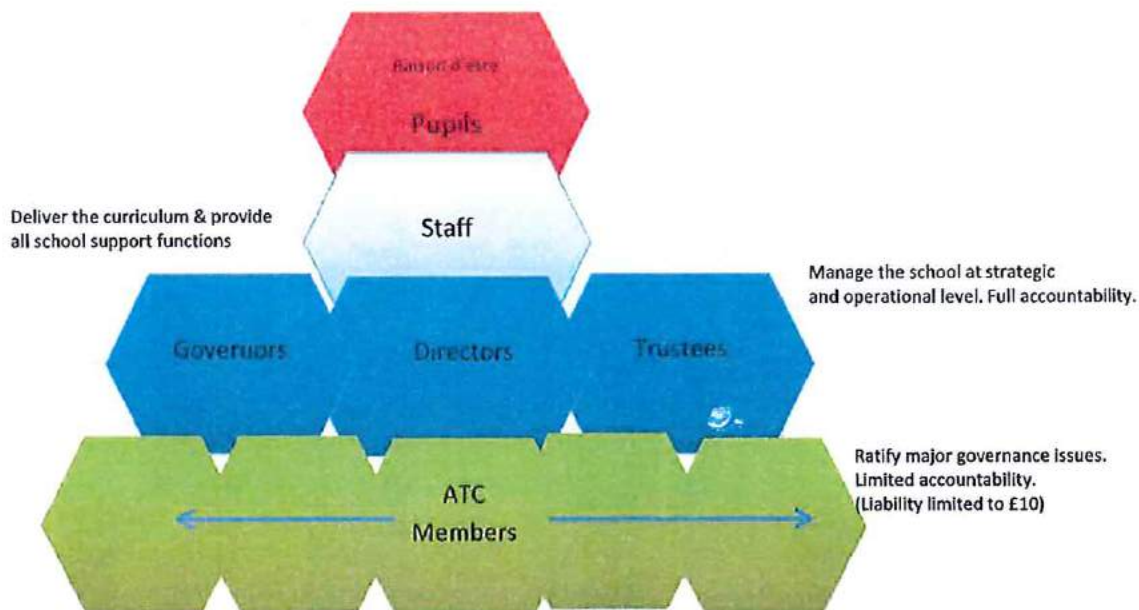 Raison d'etre
Pupils
Deliver the curriculum & provide
all school support functions
Staff
Manage the school at strategic
and operational level. Full accountability.
Governors
Directors
Trustees
Ratify major governance issues.
Limited accountability.
(Liability limited to £10)
ATC
Members